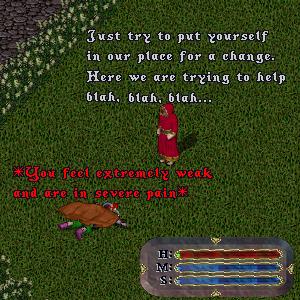 Just try to put yourself
in our place for a change.
Here we are trying to help
blah, blah, blah...
*You feel extremely weak
and are in severe pain*
H:
M:
S: